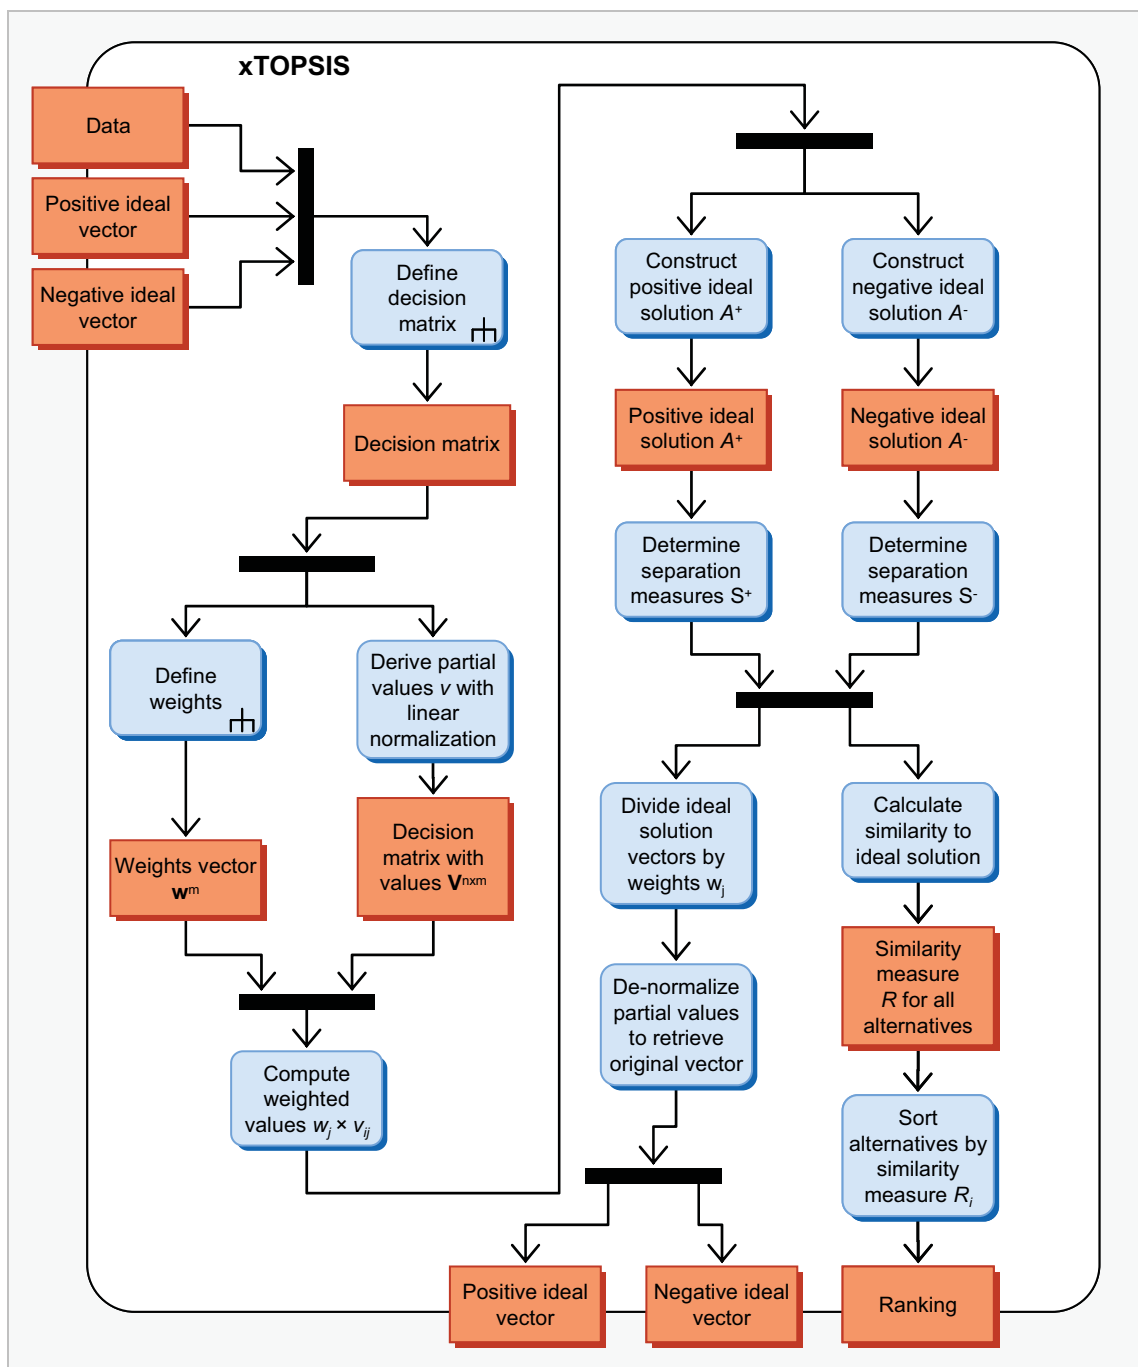 xTOPSIS
Data
Positive ideal
vector
Negative ideal
vector
Define
decision
matrix
Decision matrix
Define
weights
Derive partial
values v with
linear
normalization
Weights vector
wᵐ
Decision
matrix with
values Vⁿˣᵐ
Compute
weighted
values w_j × v_ij
Construct
positive ideal
solution A⁺
Construct
negative ideal
solution A⁻
Positive ideal
solution A⁺
Negative ideal
solution A⁻
Determine
separation
measures S⁺
Determine
separation
measures S⁻
Divide ideal
solution
vectors by
weights w_j
Calculate
similarity to
ideal solution
De-normalize
partial values
to retrieve
original vector
Similarity
measure
R for all
alternatives
Sort
alternatives by
similarity
measure R_i
Positive ideal
vector
Negative ideal
vector
Ranking